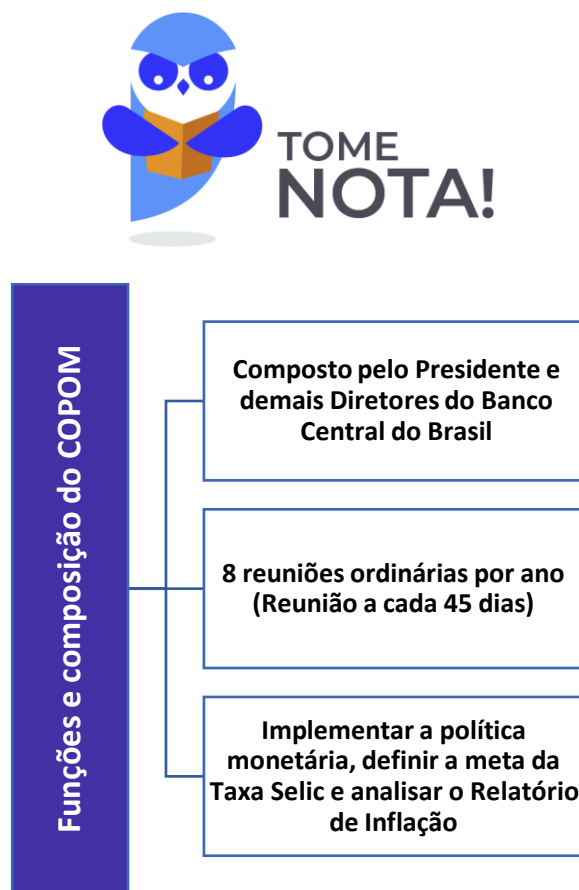 TOME
NOTA!
Funções e composição do COPOM
Composto pelo Presidente e
demais Diretores do Banco
Central do Brasil
8 reuniões ordinárias por ano
(Reunião a cada 45 dias)
Implementar a política
monetária, definir a meta da
Taxa Selic e analisar o Relatório
de Inflação